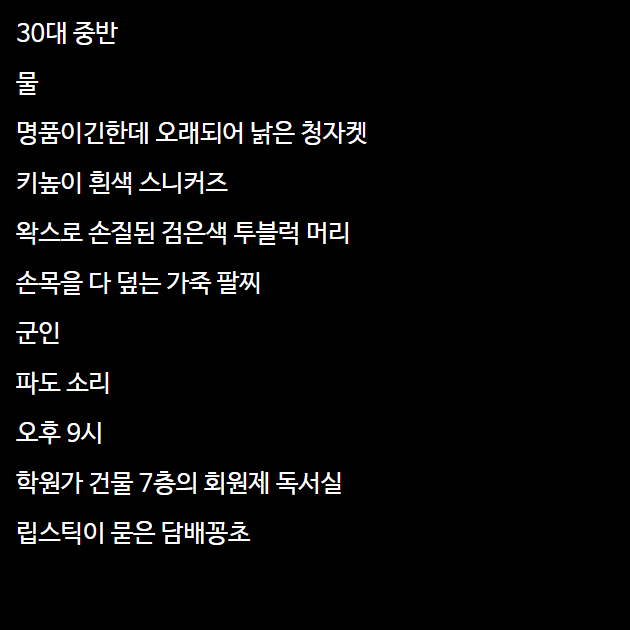 30대 중반
물
명품이긴한데 오래되어 낡은 청자켓
키높이 흰색 스니커즈
왁스로 손질된 검은색 투블럭 머리
손목을 다 덮는 가죽 팔찌
군인
파도 소리
오후 9시
학원가 건물 7층의 회원제 독서실
립스틱이 묻은 담배꽁초